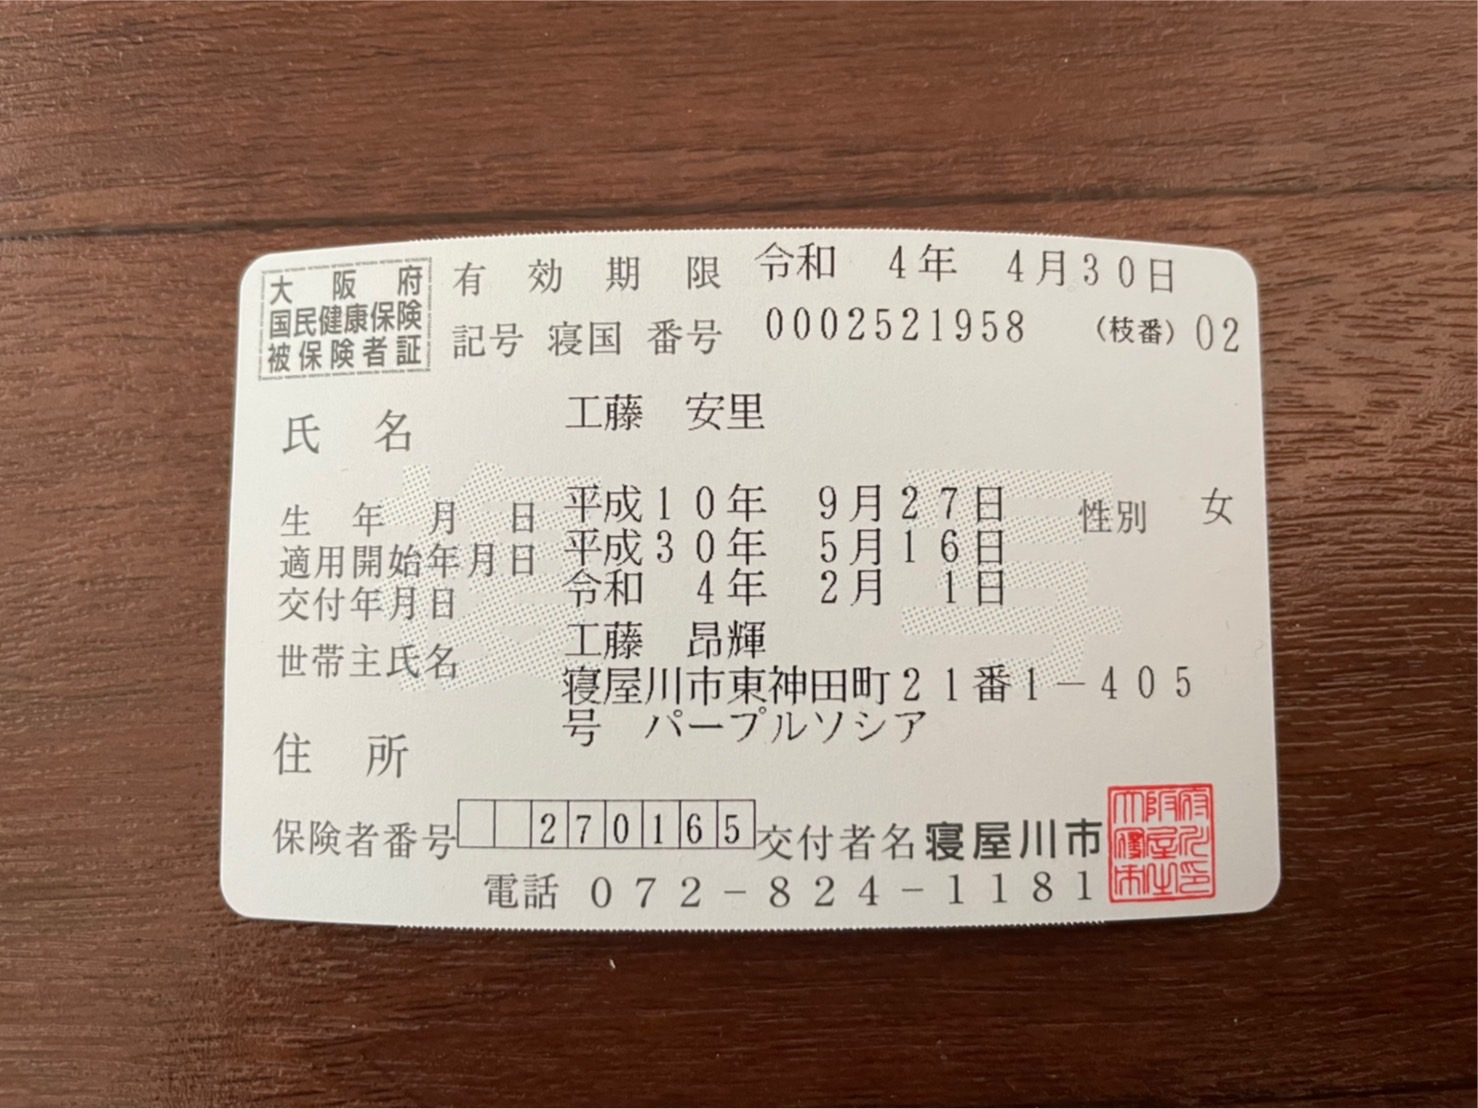 大阪府
国民健康保険
被保険者証
有効期限 令和 4年 4月30日
記号 寝国 番号 0002521958 (枝番) 02
氏名 工藤 安里
生年月日 平成10年 9月27日 性別 女
適用開始年月日 平成30年 5月16日
交付年月日 令和 4年 2月 1日
世帯主氏名 工藤 昂輝
住所 寝屋川市東神田町21番1-405
号 パープルソシア
保険者番号 270165 交付者名 寝屋川市
電話 072-824-1181